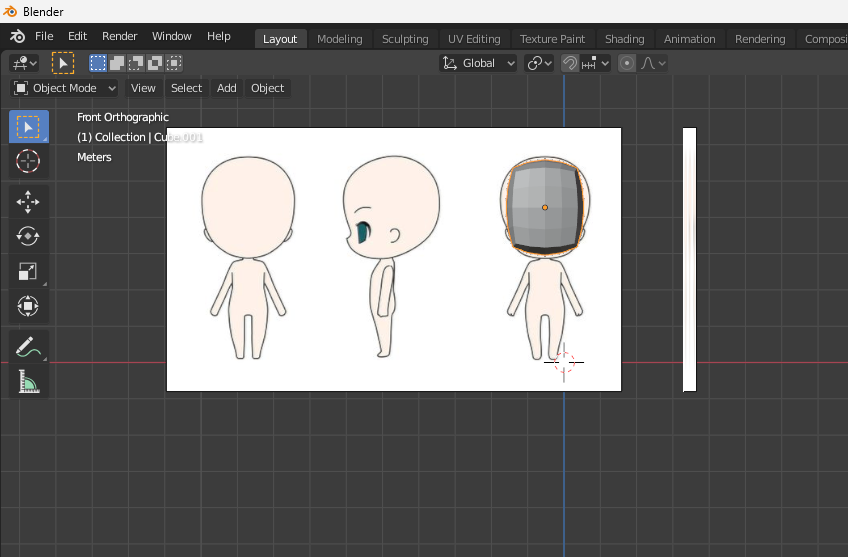 Blender
File Edit Render Window Help Layout Modeling Sculpting UV Editing Texture Paint Shading Animation Rendering Composi
Global
Object Mode View Select Add Object
Front Orthographic
(1) Collection | Cube.001
Meters